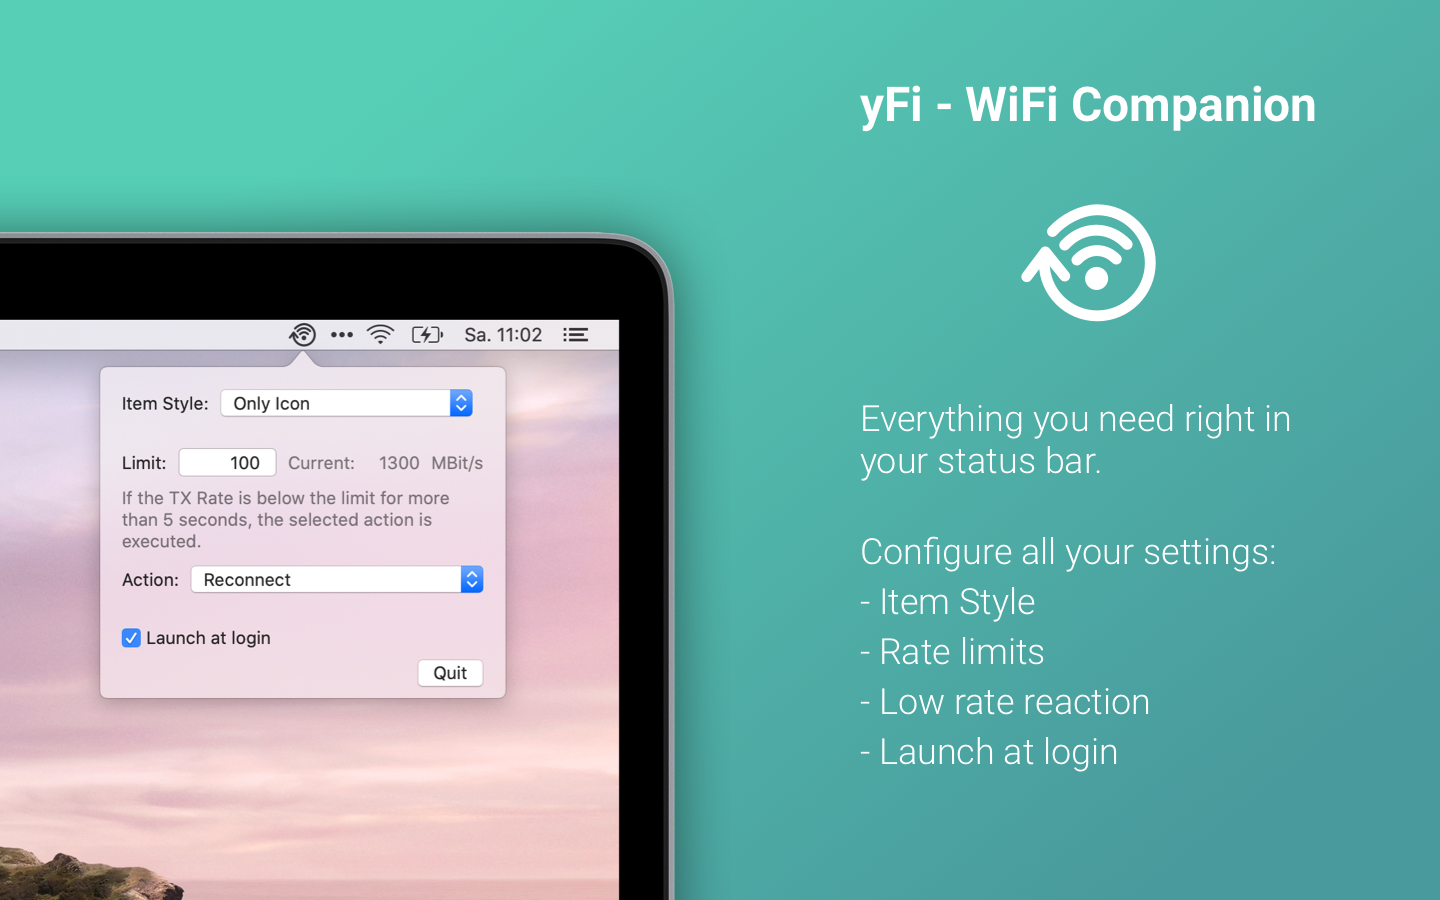 yFi - WiFi Companion
Sa. 11:02
Item Style: Only Icon
Limit: 100 Current: 1300 MBit/s
If the TX Rate is below the limit for more
than 5 seconds, the selected action is
executed.
Action: Reconnect
Launch at login
Quit
Everything you need right in
your status bar.
Configure all your settings:
- Item Style
- Rate limits
- Low rate reaction
- Launch at login